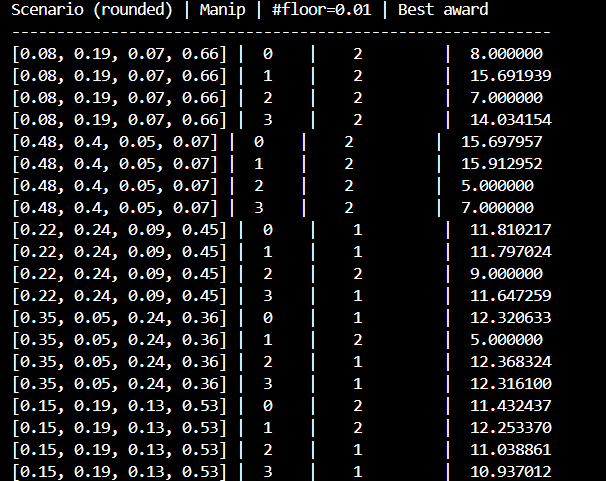 Scenario (rounded) | Manip | #floor=0.01 | Best award
------------------------------------------------------------
[0.08, 0.19, 0.07, 0.66] | 0 | 2 | 8.000000
[0.08, 0.19, 0.07, 0.66] | 1 | 2 | 15.691939
[0.08, 0.19, 0.07, 0.66] | 2 | 2 | 7.000000
[0.08, 0.19, 0.07, 0.66] | 3 | 2 | 14.034154
[0.48, 0.4, 0.05, 0.07] | 0 | 2 | 15.697957
[0.48, 0.4, 0.05, 0.07] | 1 | 2 | 15.912952
[0.48, 0.4, 0.05, 0.07] | 2 | 2 | 5.000000
[0.48, 0.4, 0.05, 0.07] | 3 | 2 | 7.000000
[0.22, 0.24, 0.09, 0.45] | 0 | 1 | 11.810217
[0.22, 0.24, 0.09, 0.45] | 1 | 1 | 11.797024
[0.22, 0.24, 0.09, 0.45] | 2 | 2 | 9.000000
[0.22, 0.24, 0.09, 0.45] | 3 | 1 | 11.647259
[0.35, 0.05, 0.24, 0.36] | 0 | 1 | 12.320633
[0.35, 0.05, 0.24, 0.36] | 1 | 2 | 5.000000
[0.35, 0.05, 0.24, 0.36] | 2 | 1 | 12.368324
[0.35, 0.05, 0.24, 0.36] | 3 | 1 | 12.316100
[0.15, 0.19, 0.13, 0.53] | 0 | 2 | 11.432437
[0.15, 0.19, 0.13, 0.53] | 1 | 2 | 12.253370
[0.15, 0.19, 0.13, 0.53] | 2 | 1 | 11.038861
[0.15, 0.19, 0.13, 0.53] | 3 | 1 | 10.937012